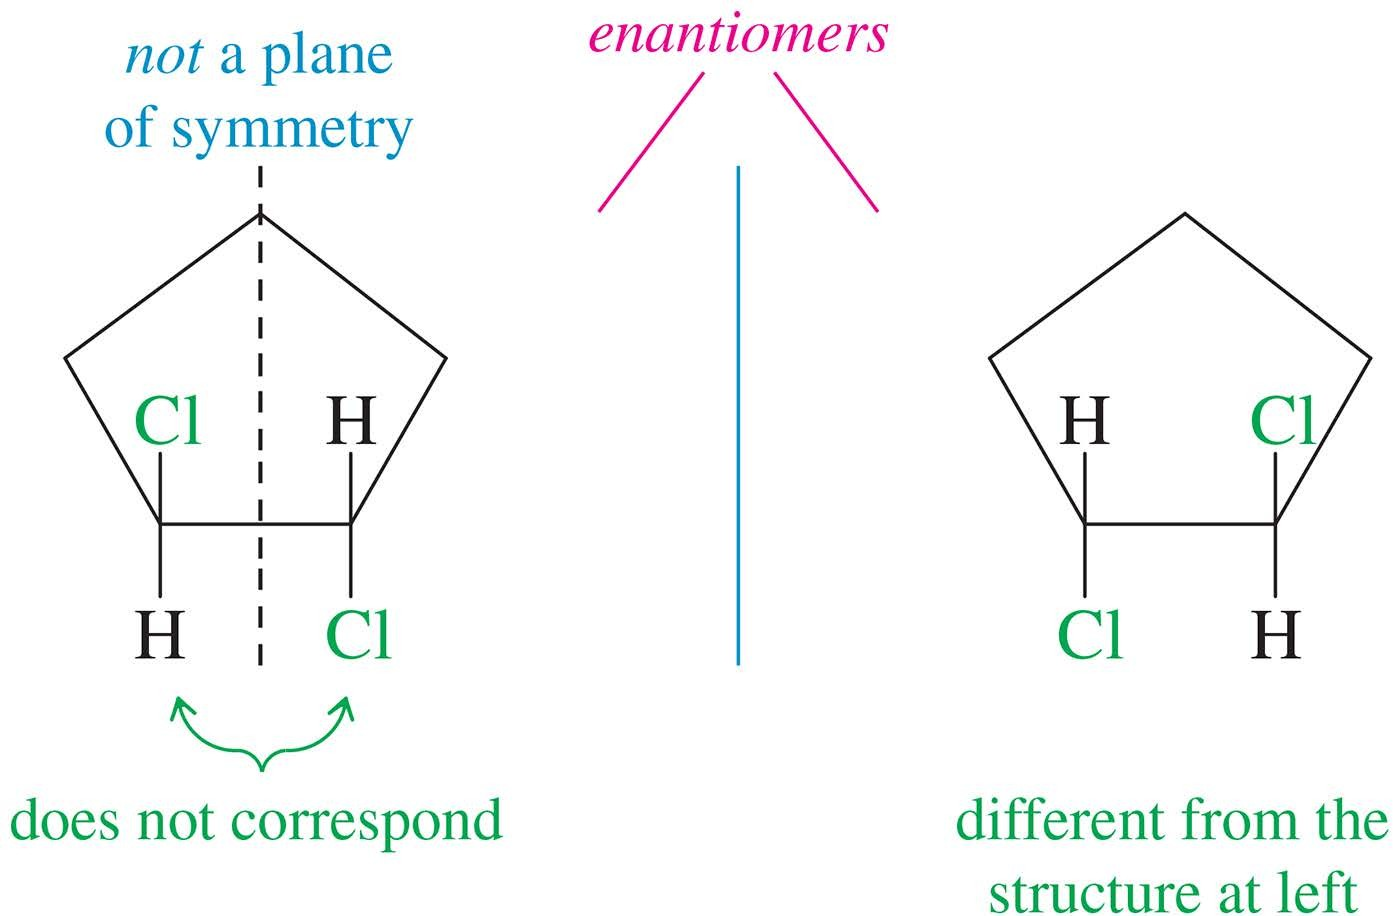 enantiomers
not a plane
of symmetry
Cl H
H Cl
H Cl
Cl H
does not correspond
different from the
structure at left